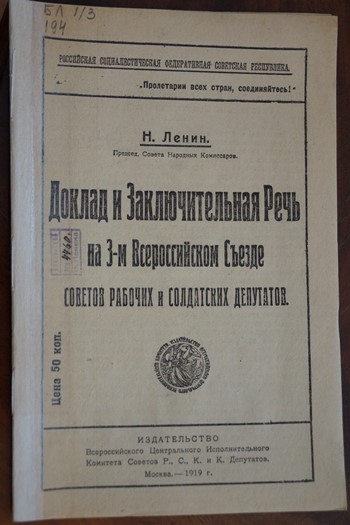 БЛ 1/3
194
РОССІЙСКАЯ СОЦІАЛИСТИЧЕСКАЯ ФЕДЕРАТИВНАЯ СОВЕТСКАЯ РЕСПУБЛИКА.
„Пролетарии всех стран, соединяйтесь!“
Н. Ленин.
Председ. Совета Народных Комиссаров.
Доклад и Заключительная Речь
на 3-м Всероссийском Съезде
СОВЕТОВ РАБОЧИХ и СОЛДАТСКИХ ДЕПУТАТОВ.
Цена 50 коп.
ИЗДАТЕЛЬСТВО
Всероссийского Центрального Исполнительного
Комитета Советов Р., С., К. и К. Депутатов.
Москва.—1919 г.